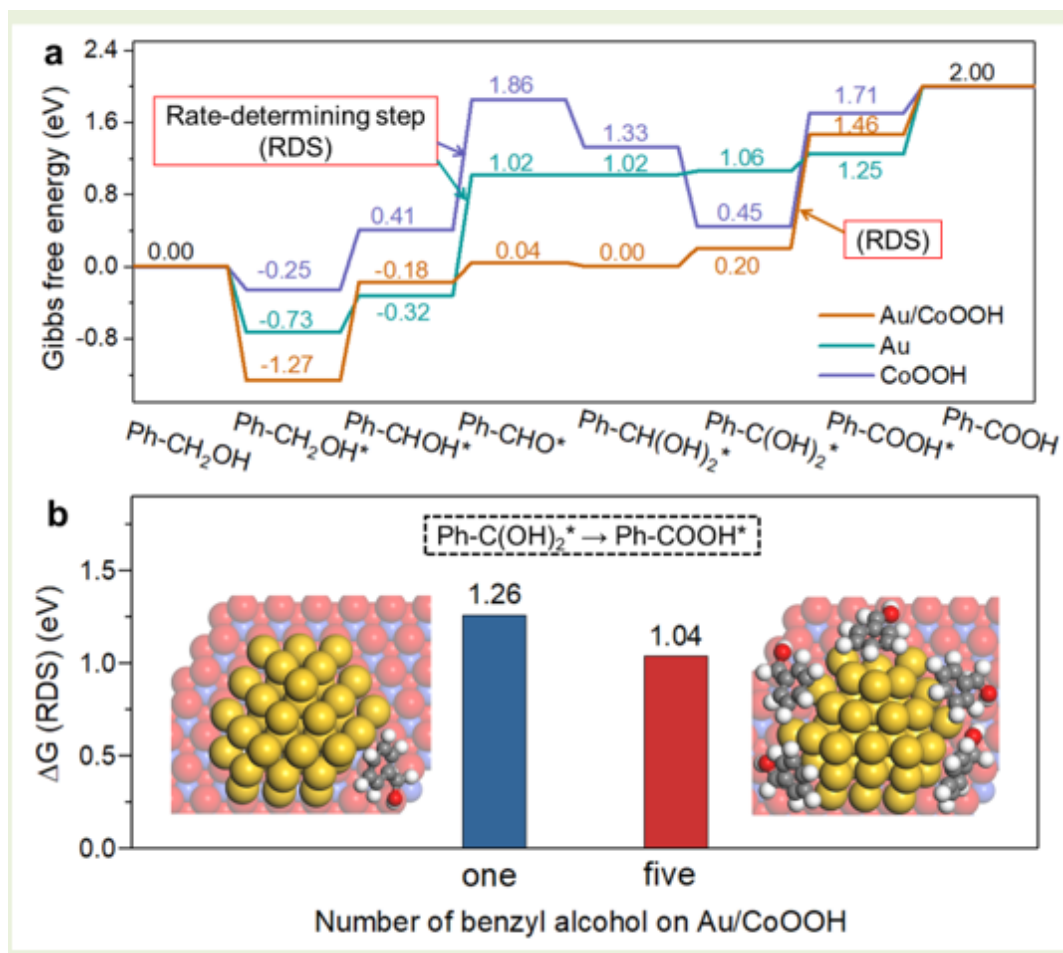 a
Gibbs free energy (eV)
2.4
1.6
0.8
0.0
-0.8
Rate-determining step
(RDS)
(RDS)
0.00
-0.25
-0.73
-1.27
0.41
-0.18
-0.32
1.86
1.02
0.04
1.33
1.02
0.00
1.06
0.45
0.20
1.71
1.46
1.25
2.00
Au/CoOOH
Au
CoOOH
Ph-CH₂OH
Ph-CH₂OH*
Ph-CHOH*
Ph-CHO*
Ph-CH(OH)₂*
Ph-C(OH)₂*
Ph-COOH*
Ph-COOH
b
Ph-C(OH)₂* → Ph-COOH*
ΔG (RDS) (eV)
1.5
1.0
0.5
0.0
1.26
1.04
one
five
Number of benzyl alcohol on Au/CoOOH